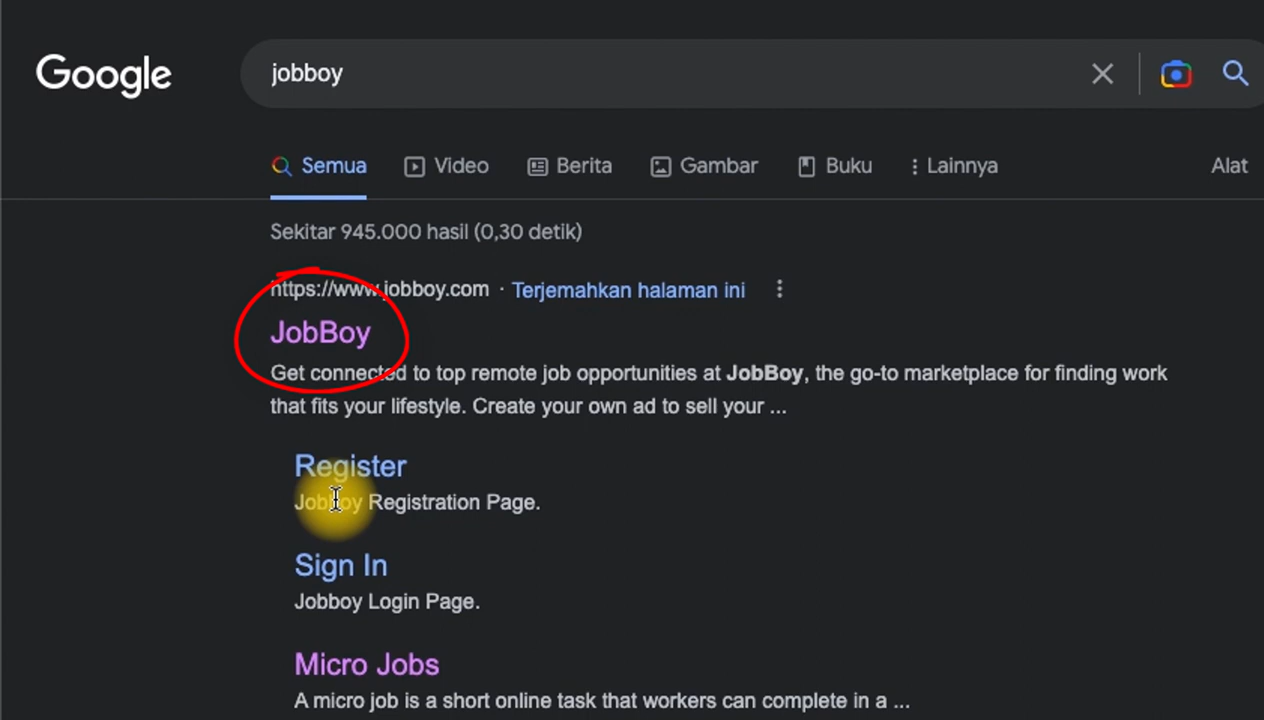 Google
jobboy
Semua Video Berita Gambar Buku Lainnya Alat
Sekitar 945.000 hasil (0,30 detik)
https://www.jobboy.com · Terjemahkan halaman ini
JobBoy
Get connected to top remote job opportunities at JobBoy, the go-to marketplace for finding work
that fits your lifestyle. Create your own ad to sell your ...
Register
JobBoy Registration Page.
Sign In
Jobboy Login Page.
Micro Jobs
A micro job is a short online task that workers can complete in a ...